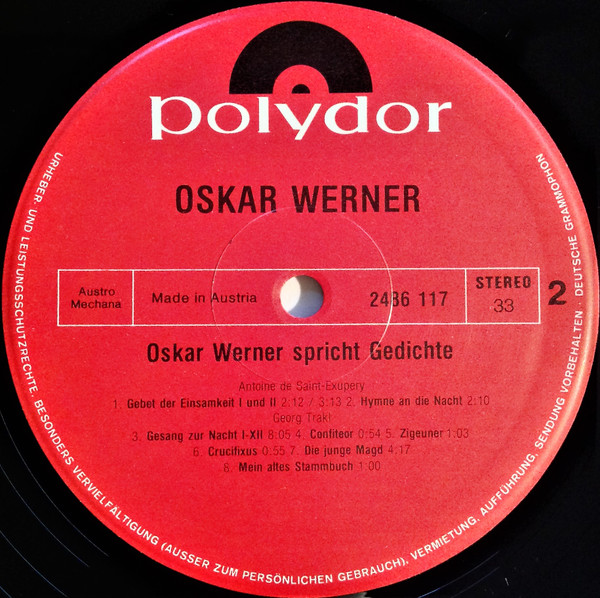 polydor
OSKAR WERNER
Austro
Mechana
Made in Austria
2486 117
STEREO
33
2
Oskar Werner spricht Gedichte
Antoine de Saint-Exupery
1. Gebet der Einsamkeit I und II 2:12 / 3:13 2. Hymne an die Nacht 2:10
Georg Trakl
3. Gesang zur Nacht I-XII 8:05 4. Confiteor 0:54 5. Zigeuner 1:03
6. Crucifixus 0:55 7. Die junge Magd 4:17
8. Mein altes Stammbuch 1:00
URHEBER- UND LEISTUNGSSCHUTZRECHTE, BESONDERS VERVIELFÄLTIGUNG (AUSSER ZUM PERSÖNLICHEN GEBRAUCH), VERMIETUNG, AUFFÜHRUNG, SENDUNG VORBEHALTEN · DEUTSCHE GRAMMOPHON